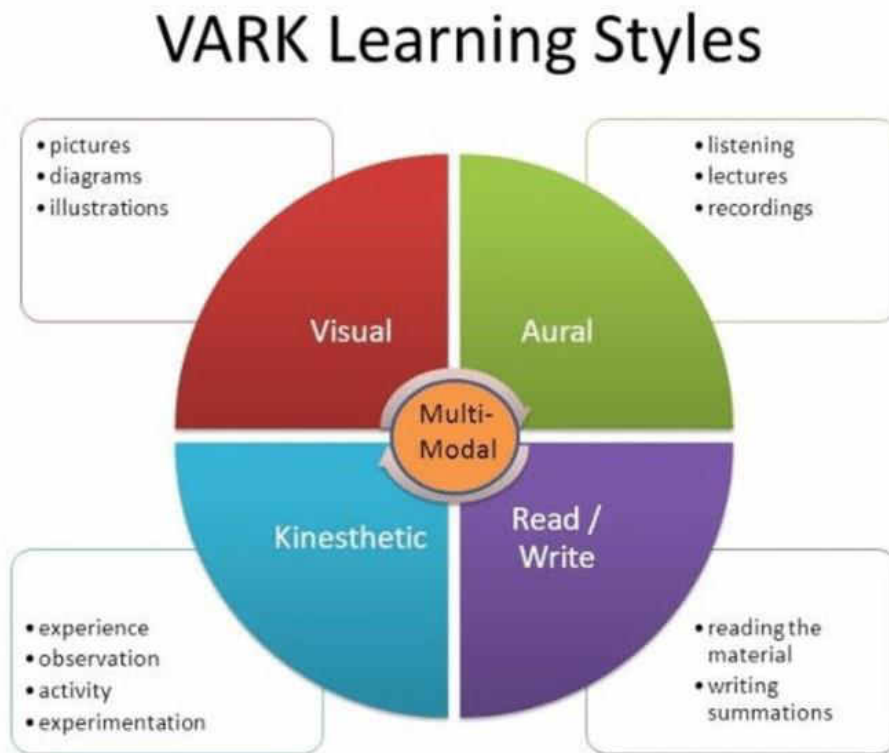 VARK Learning Styles
• pictures
• diagrams
• illustrations
• listening
• lectures
• recordings
Visual
Aural
Multi-
Modal
Kinesthetic
Read /
Write
• experience
• observation
• activity
• experimentation
• reading the
material
• writing
summations